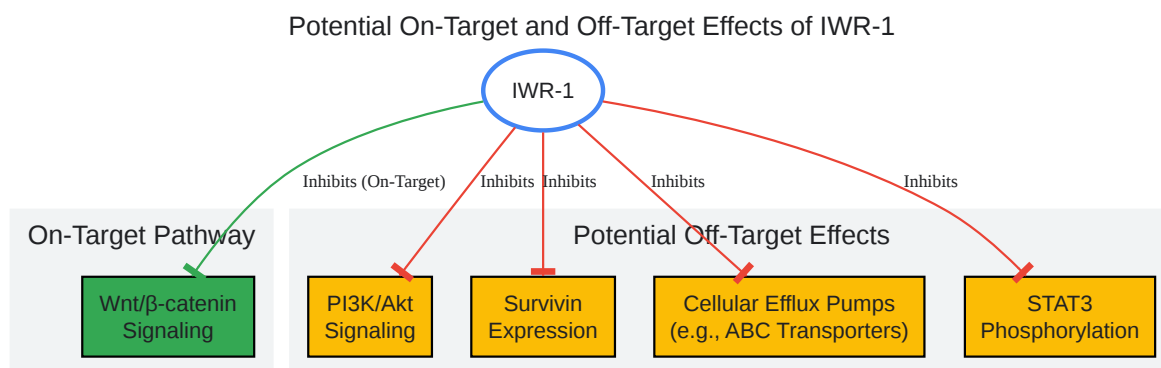 Potential On-Target and Off-Target Effects of IWR-1
IWR-1
Inhibits (On-Target)
Inhibits
Inhibits
Inhibits
Inhibits
On-Target Pathway
Potential Off-Target Effects
Wnt/β-catenin
Signaling
PI3K/Akt
Signaling
Survivin
Expression
Cellular Efflux Pumps
(e.g., ABC Transporters)
STAT3
Phosphorylation